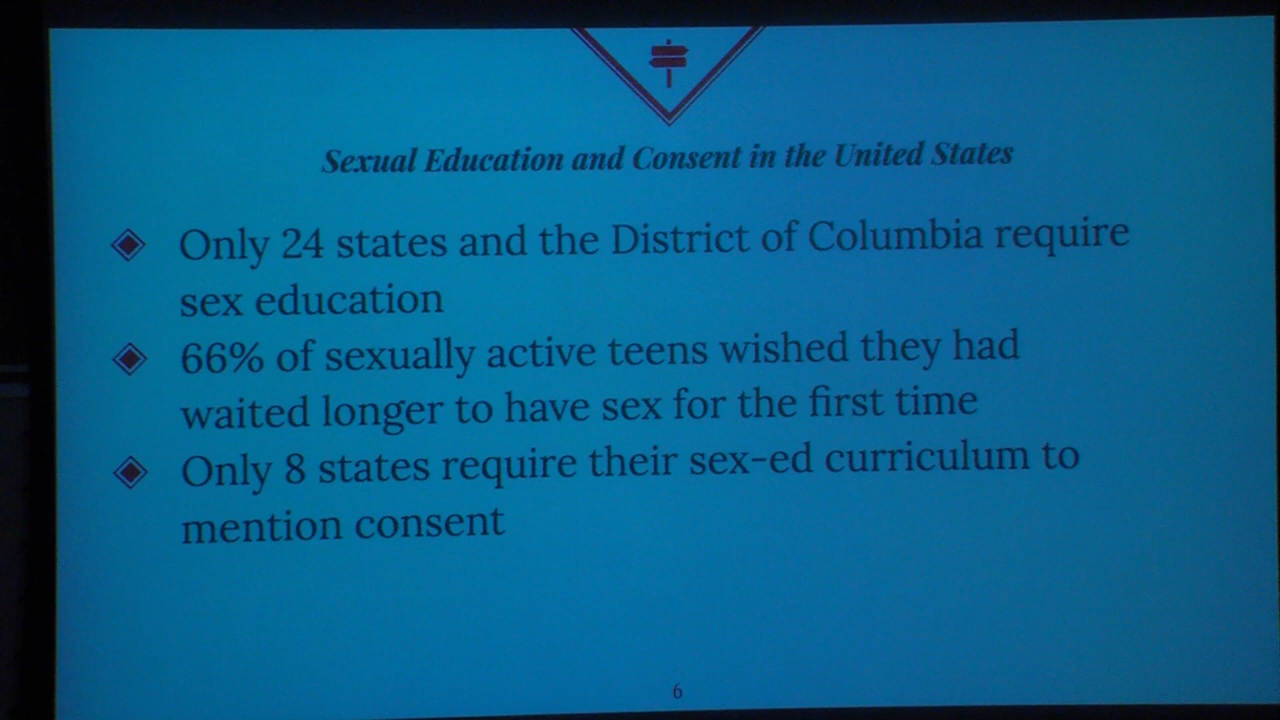 Sexual Education and Consent in the United States
Only 24 states and the District of Columbia require
sex education
66% of sexually active teens wished they had
waited longer to have sex for the first time
Only 8 states require their sex-ed curriculum to
mention consent
6